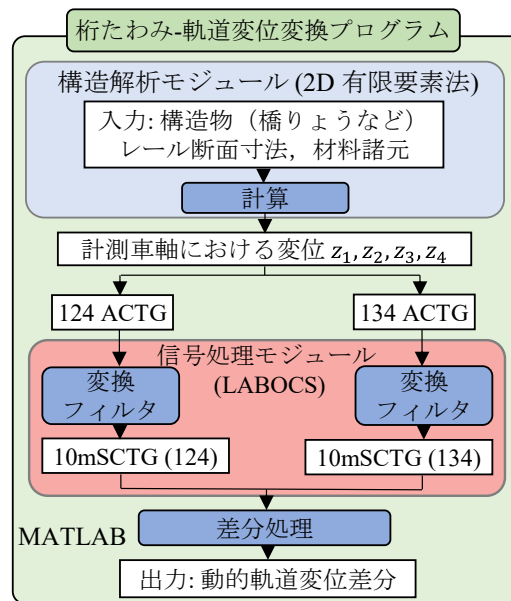 桁たわみ-軌道変位変換プログラム
構造解析モジュール (2D 有限要素法)
入力: 構造物（橋りょうなど）
レール断面寸法，材料諸元
計算
計測車軸における変位 z₁, z₂, z₃, z₄
124 ACTG
134 ACTG
信号処理モジュール
(LABOCS)
変換
フィルタ
変換
フィルタ
10mSCTG (124)
10mSCTG (134)
MATLAB
差分処理
出力: 動的軌道変位差分